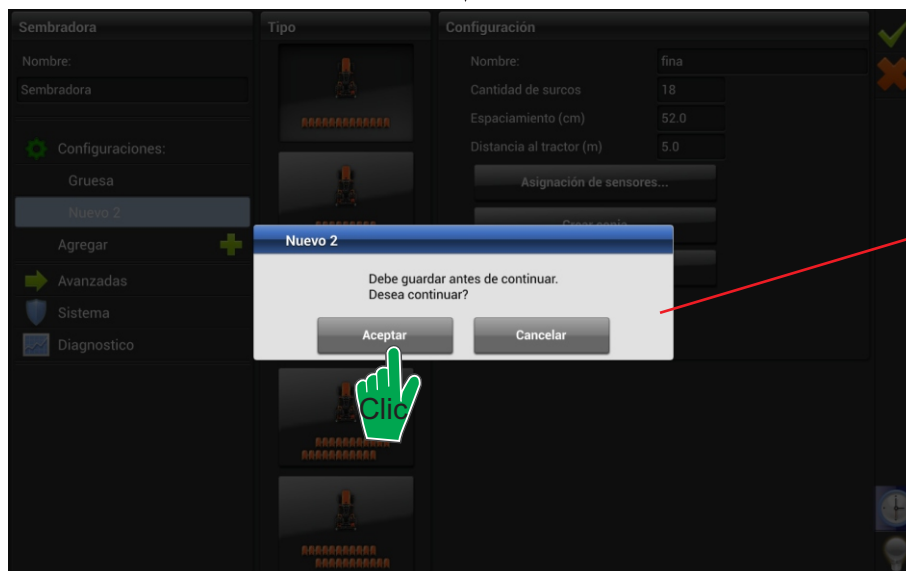 Sembradora
Tipo
Configuración
Nombre:
Sembradora
Nombre:
fina
Cantidad de surcos
18
Espaciamiento (cm)
52.0
Distancia al tractor (m)
5.0
Configuraciones:
Gruesa
Nuevo 2
Agregar
Avanzadas
Sistema
Diagnostico
Asignación de sensores...
Crear copia
Nuevo 2
Debe guardar antes de continuar.
Desea continuar?
Aceptar
Cancelar
Clic